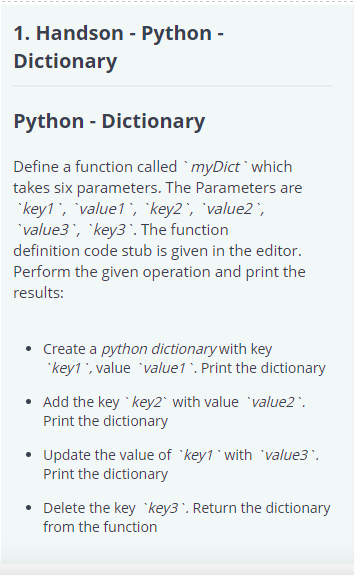 1. Handson - Python -
Dictionary
Python - Dictionary
Define a function called `myDict` which
takes six parameters. The Parameters are
`key1`, `value1`, `key2`, `value2`,
`value3`, `key3`. The function
definition code stub is given in the editor.
Perform the given operation and print the
results:
• Create a python dictionary with key
`key1`, value `value1`. Print the dictionary
• Add the key `key2` with value `value2`.
Print the dictionary
• Update the value of `key1` with `value3`.
Print the dictionary
• Delete the key `key3`. Return the dictionary
from the function